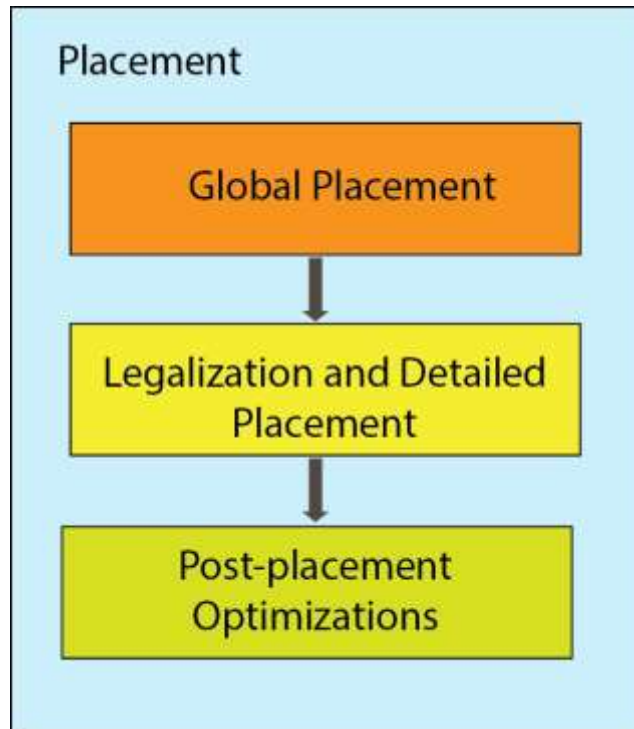 Placement
Global Placement
Legalization and Detailed
Placement
Post-placement
Optimizations